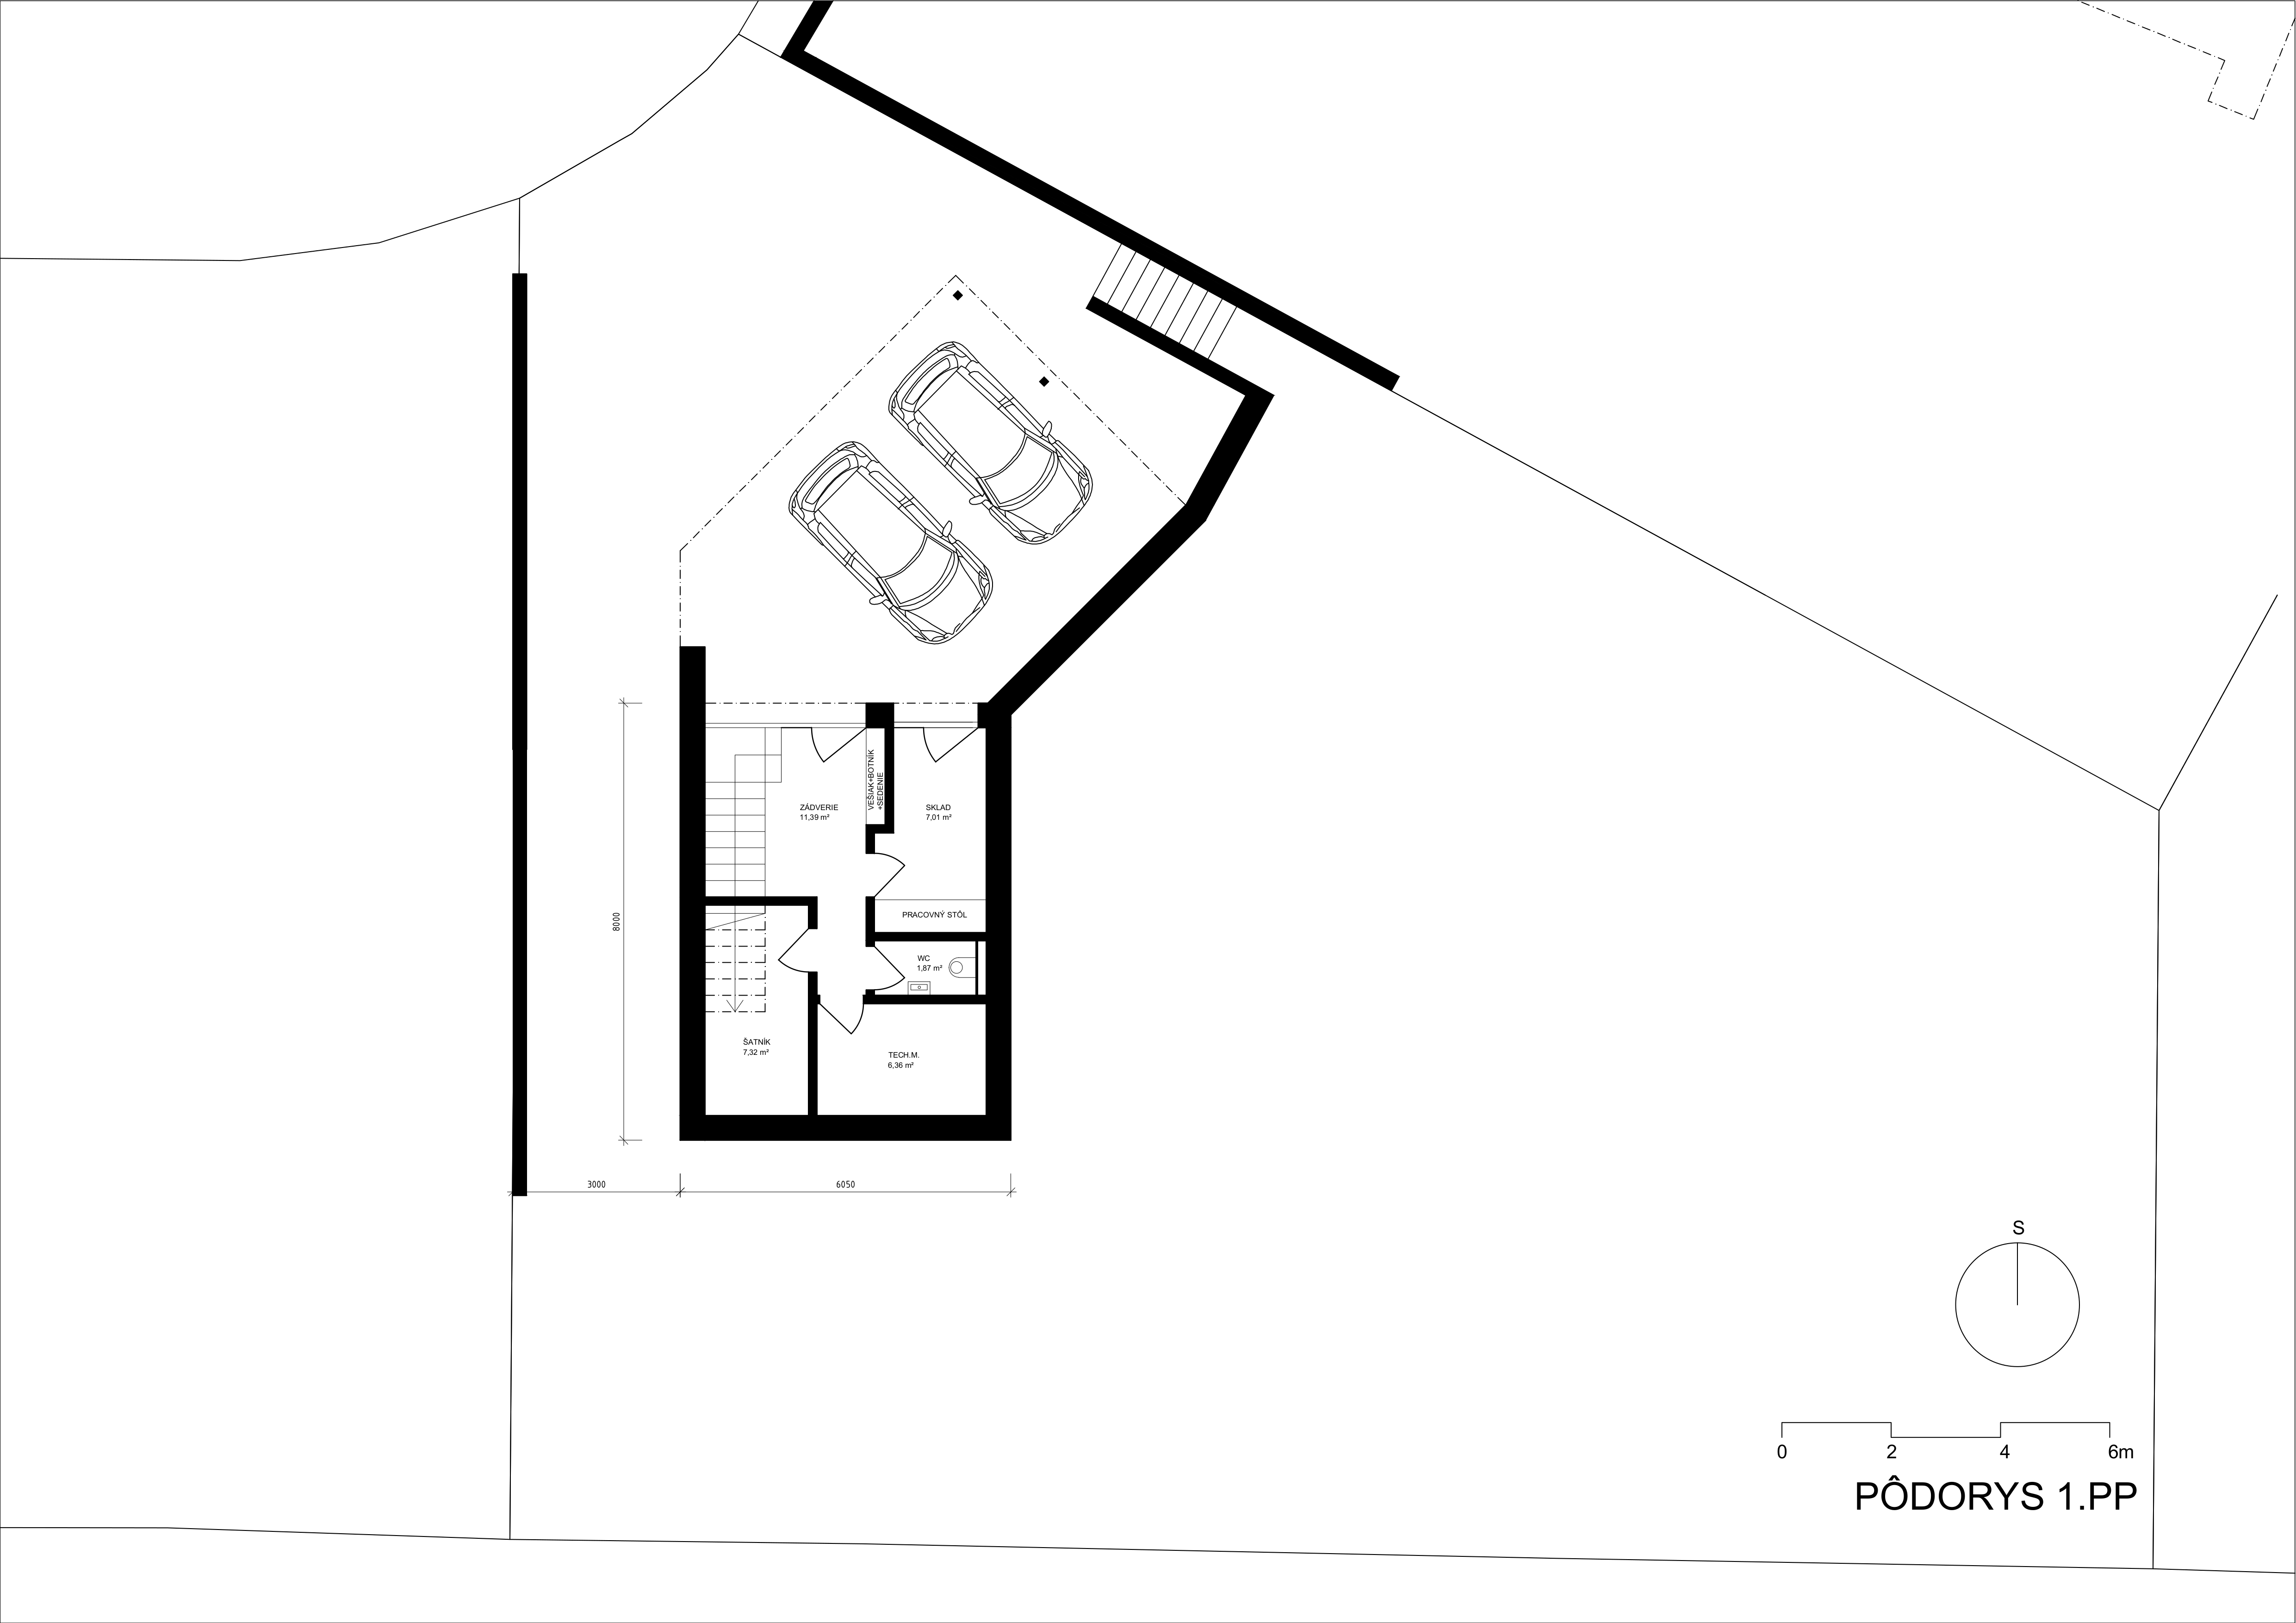 VEŠIAK+BOTNÍK
+SEDENIE
ZÁDVERIE
11,39 m²
SKLAD
7,01 m²
PRACOVNÝ STÔL
8000
WC
1,87 m²
ŠATNÍK
7,32 m²
TECH.M.
6,36 m²
3000
6050
S
0 2 4 6m
PÔDORYS 1.PP